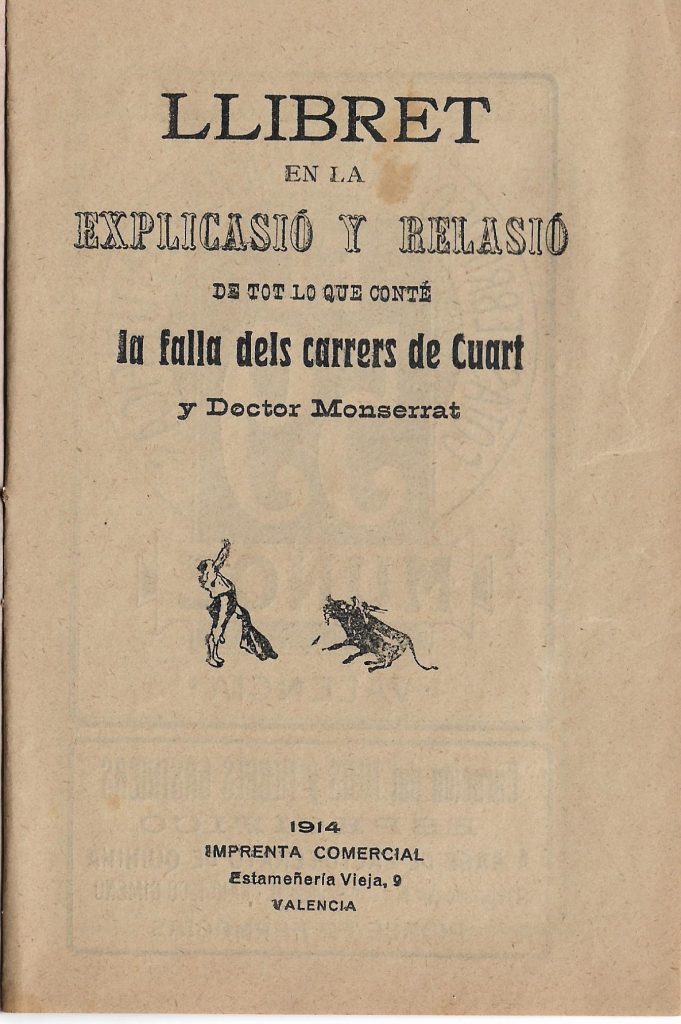 LLIBRET
EN LA
EXPLICASIÓ Y RELASIÓ
DE TOT LO QUE CONTÉ
la falla dels carrers de Cuart
y Doctor Monserrat
1914
IMPRENTA COMERCIAL
Estameñería Vieja, 9
VALENCIA